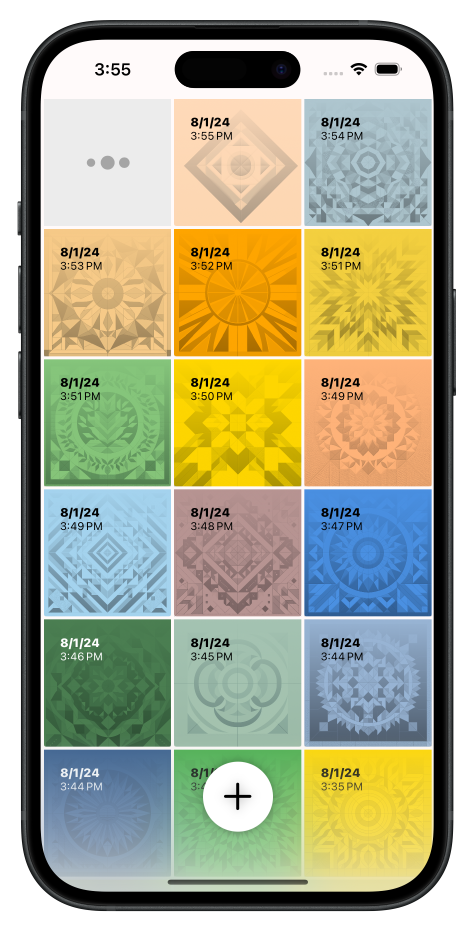 3:55
8/1/24
3:55 PM
8/1/24
3:54 PM
8/1/24
3:53 PM
8/1/24
3:52 PM
8/1/24
3:51 PM
8/1/24
3:51 PM
8/1/24
3:50 PM
8/1/24
3:49 PM
8/1/24
3:49 PM
8/1/24
3:48 PM
8/1/24
3:47 PM
8/1/24
3:46 PM
8/1/24
3:45 PM
8/1/24
3:44 PM
8/1/24
3:44 PM
8/1/24
3:35 PM